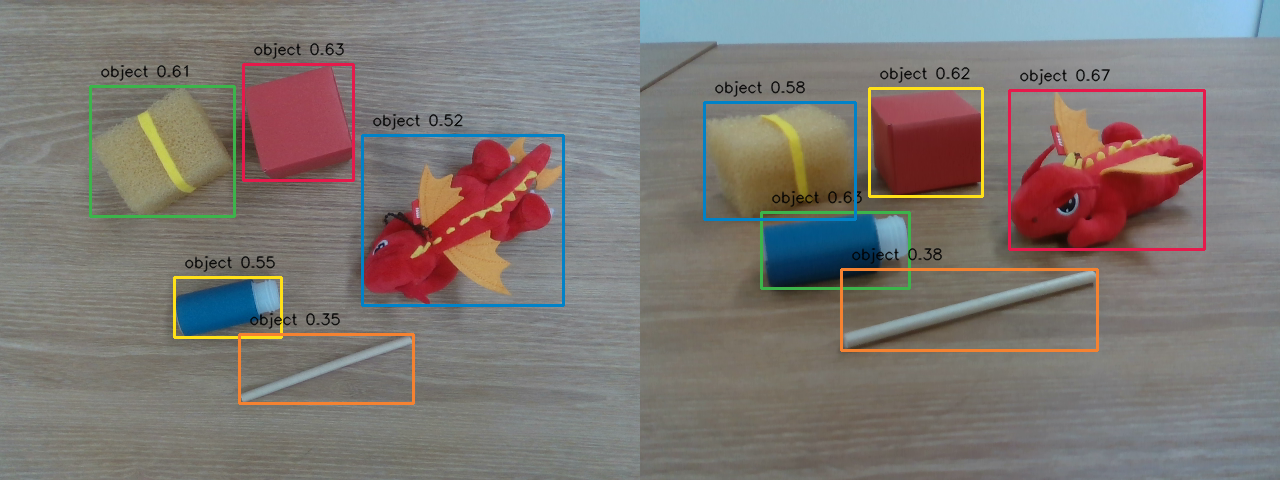 object 0.61
object 0.63
object 0.52
object 0.55
object 0.35
object 0.58
object 0.62
object 0.67
object 0.63
object 0.38